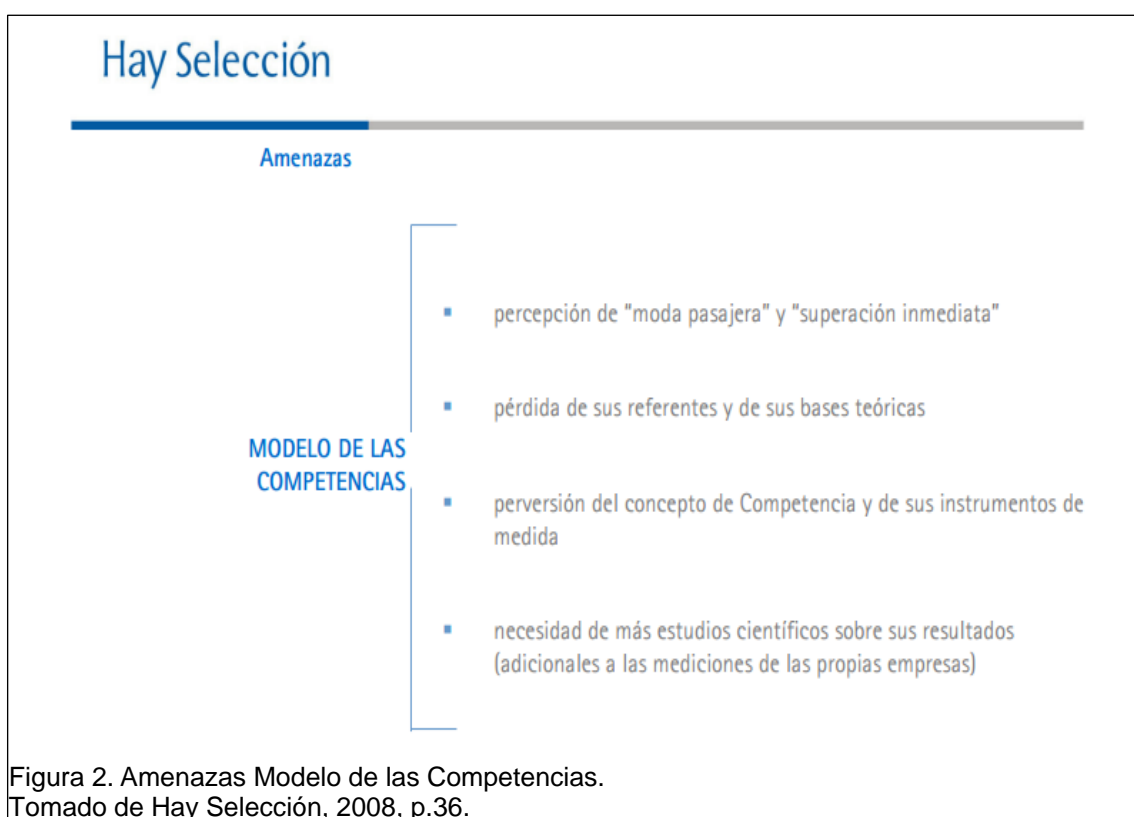 Hay Selección
Amenazas
percepción de “moda pasajera” y “superación inmediata”
pérdida de sus referentes y de sus bases teóricas
MODELO DE LAS
COMPETENCIAS
perversión del concepto de Competencia y de sus instrumentos de
medida
necesidad de más estudios científicos sobre sus resultados
(adicionales a las mediciones de las propias empresas)
Figura 2. Amenazas Modelo de las Competencias.
Tomado de Hay Selección, 2008, p.36.